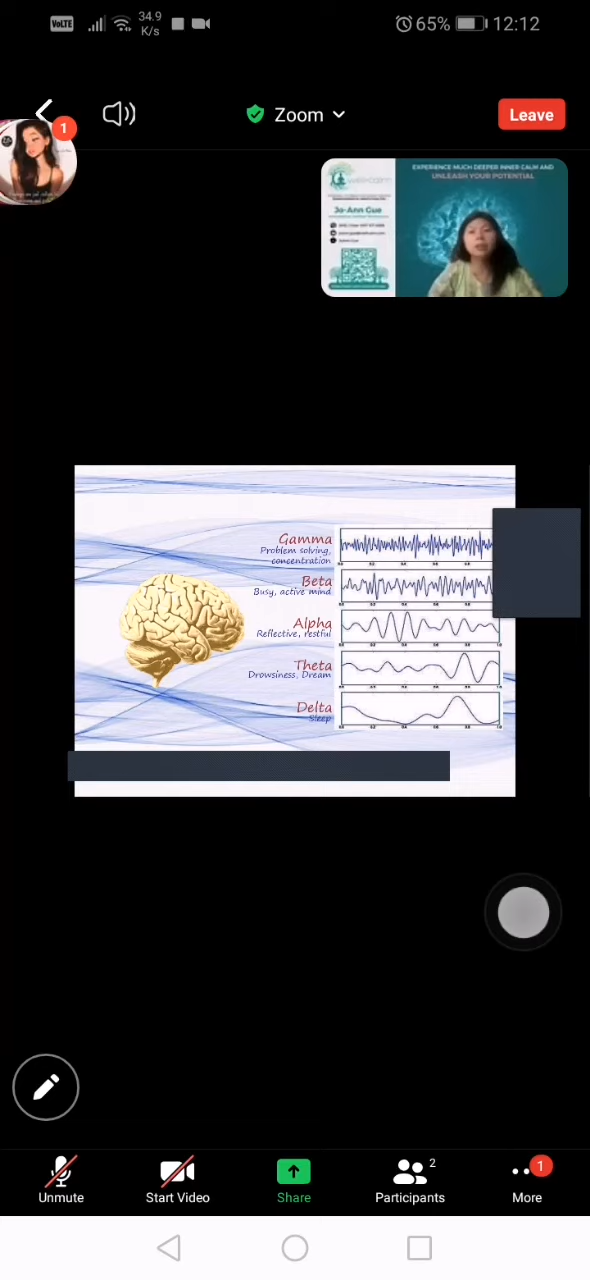 VoLTE
34.9
K/s
65%
12:12
1
Zoom
Leave
EXPERIENCE MUCH DEEPER INNER CALM AND
UNLEASH YOUR POTENTIAL
Jo-Ann Gue
Gamma
Problem solving,
concentration
Beta
Busy, active mind
Alpha
Reflective, restful
Theta
Drowsiness, Dream
Delta
Sleep
Unmute
Start Video
Share
2
Participants
1
More